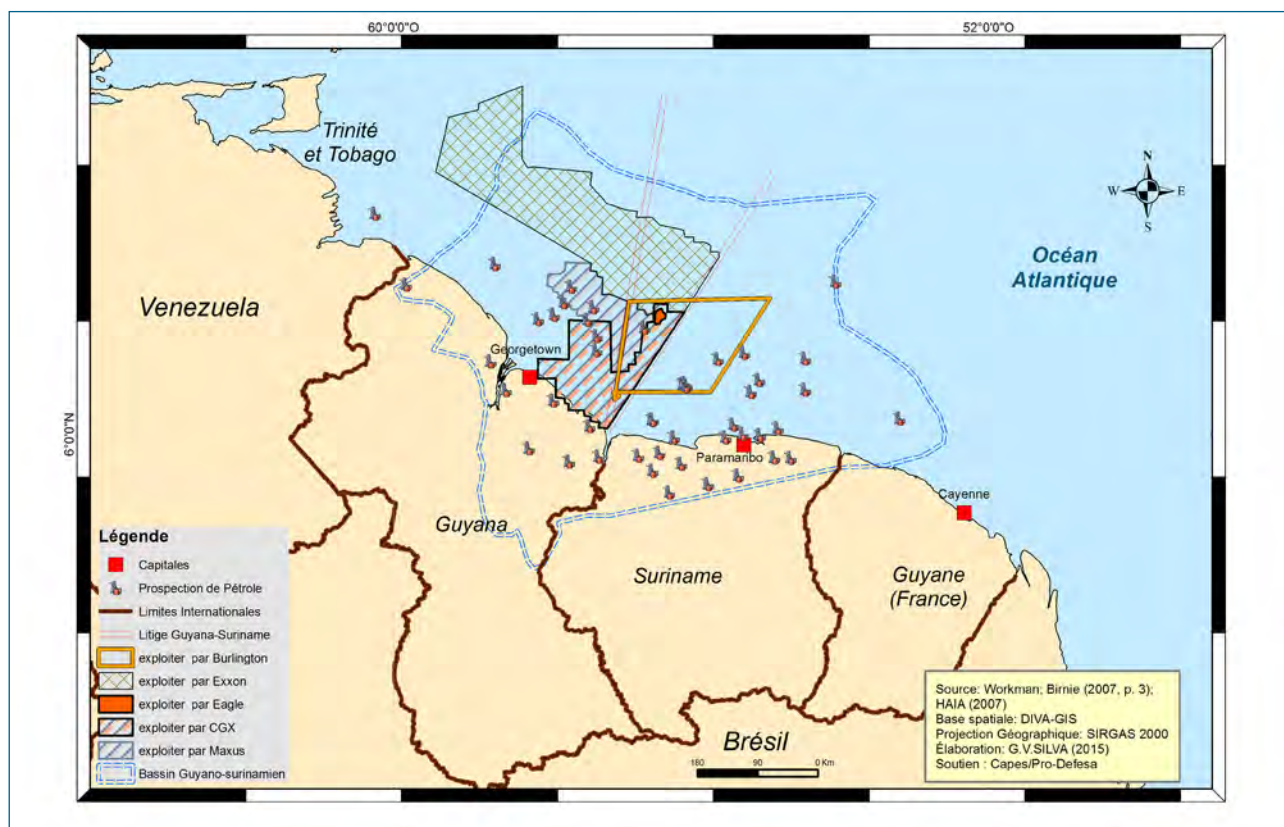 60°0'0"O
52°0'0"O
Trinité
et Tobago
N
W
E
S
Océan
Atlantique
Venezuela
Georgetown
6°0'0"N
Paramaribo
Cayenne
Guyana
Suriname
Guyane
(France)
Brésil
Légende
Capitales
Prospection de Pétrole
Limites Internationales
Litige Guyana-Suriname
exploiter par Burlington
exploiter par Exxon
exploiter par Eagle
exploiter par CGX
exploiter par Maxus
Bassin Guyano-surinamien
180 90 0 Km
Source: Workman; Birnie (2007, p. 3);
HAIA (2007)
Base spatiale: DIVA-GIS
Projection Géographique: SIRGAS 2000
Élaboration: G.V.SILVA (2015)
Soutien : Capes/Pro-Defesa